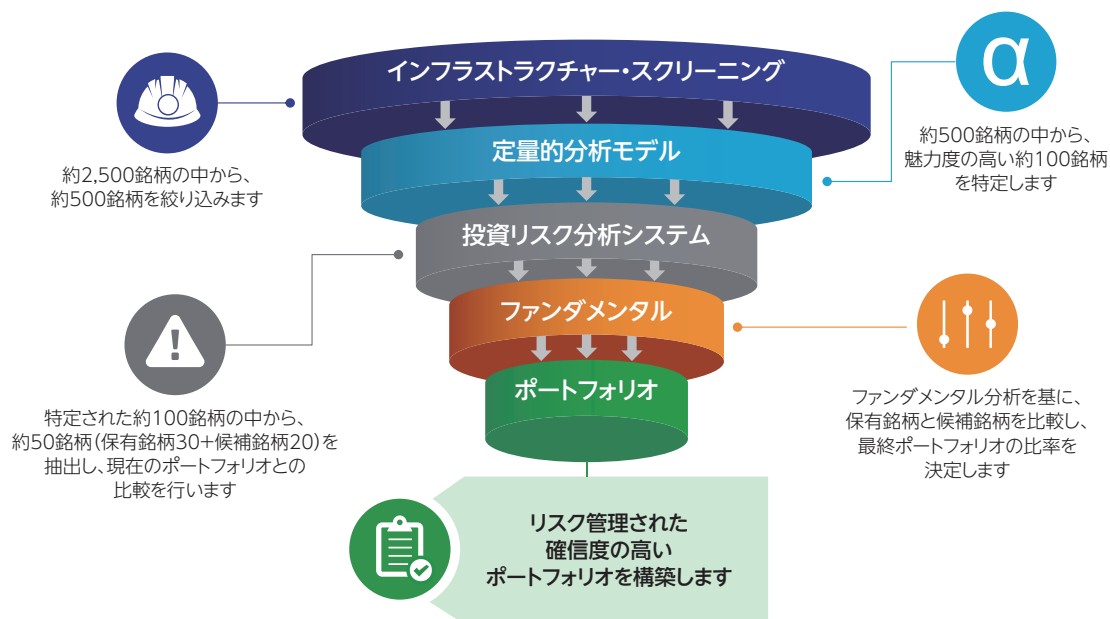 インフラストラクチャー・スクリーニング
約2,500銘柄の中から、
約500銘柄を絞り込みます
α
約500銘柄の中から、
魅力度の高い約100銘柄
を特定します
定量的分析モデル
投資リスク分析システム
特定された約100銘柄の中から、
約50銘柄(保有銘柄30+候補銘柄20)を
抽出し、現在のポートフォリオとの
比較を行います
ファンダメンタル
ファンダメンタル分析を基に、
保有銘柄と候補銘柄を比較し、
最終ポートフォリオの比率を
決定します
ポートフォリオ
リスク管理された
確信度の高い
ポートフォリオを構築します